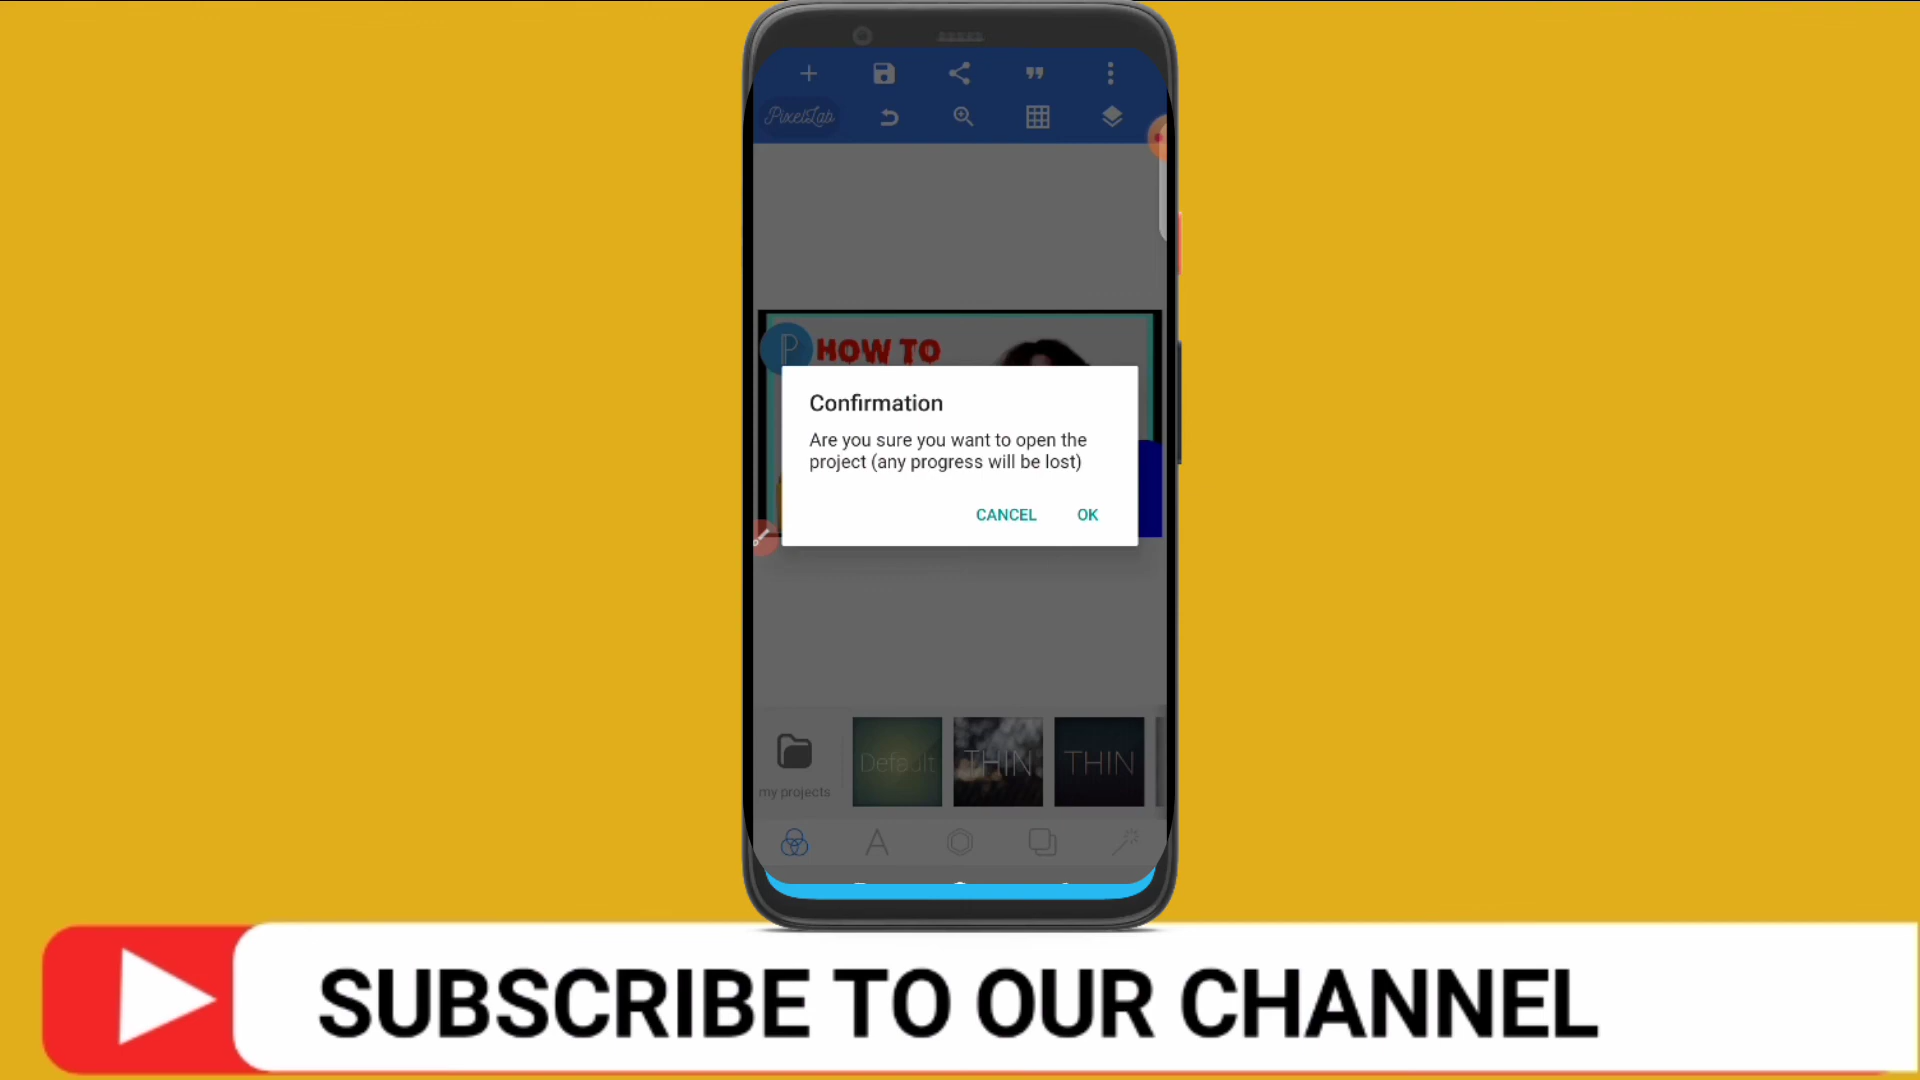 PixelLab
P HOW TO
Confirmation
Are you sure you want to open the
project (any progress will be lost)
CANCEL OK
my projects
Default
THIN
THIN
SUBSCRIBE TO OUR CHANNEL